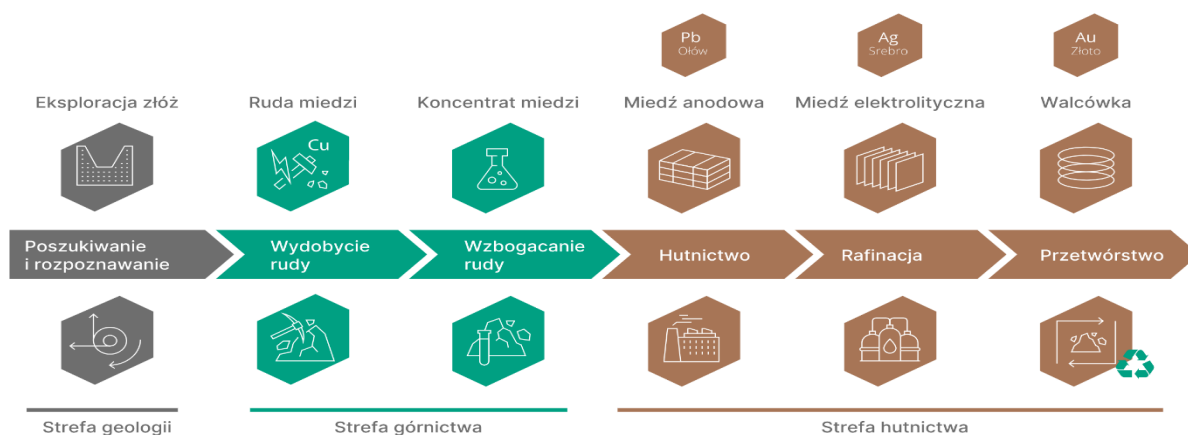 Pb
Ołów
Ag
Srebro
Au
Złoto
Eksploracja złóż
Ruda miedzi
Koncentrat miedzi
Miedź anodowa
Miedź elektrolityczna
Walcówka
Cu
Poszukiwanie
i rozpoznawanie
Wydobycie
rudy
Wzbogacanie
rudy
Hutnictwo
Rafinacja
Przetwórstwo
Strefa geologii
Strefa górnictwa
Strefa hutnictwa